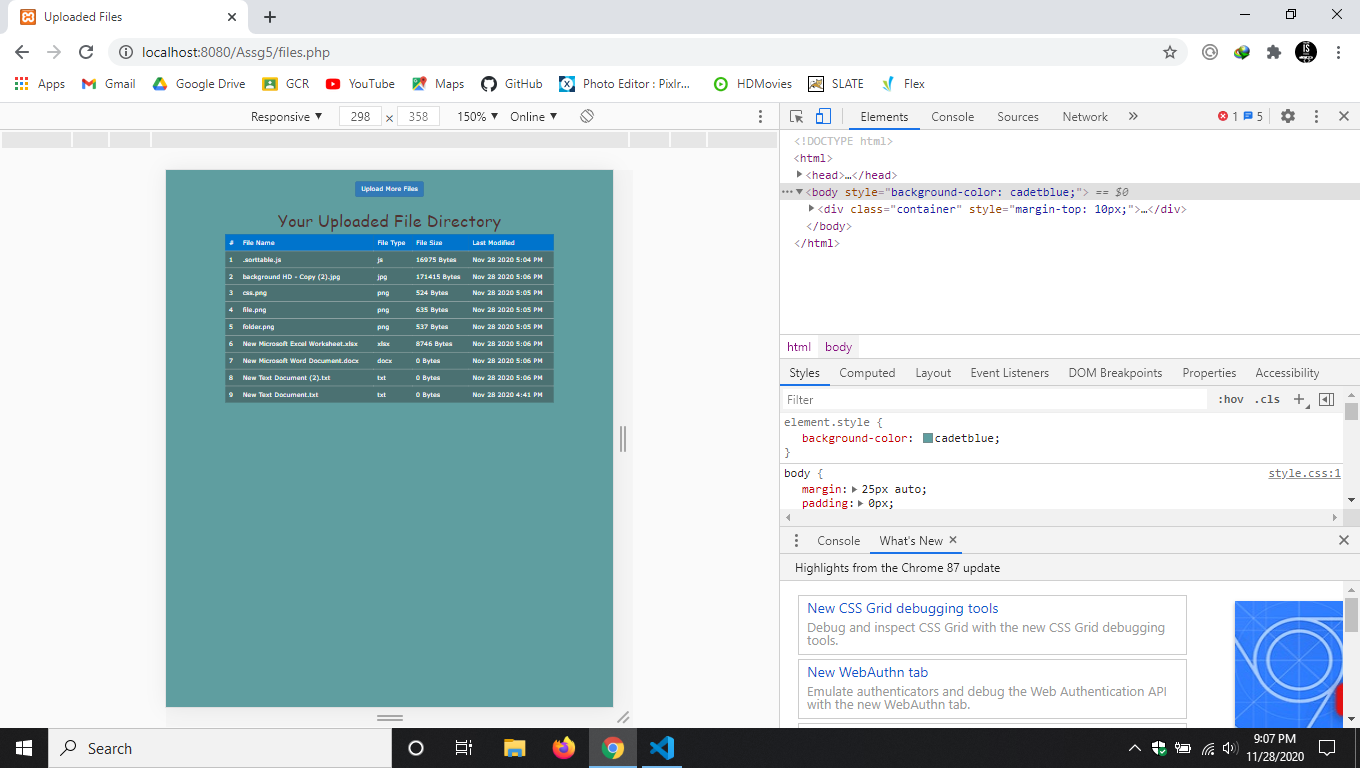 Uploaded Files
localhost:8080/Assg5/files.php
Apps Gmail Google Drive GCR YouTube Maps GitHub Photo Editor : Pixlr... HDMovies SLATE Flex
Responsive ▼ 298 × 358 150% ▼ Online ▼
Upload More Files
Your Uploaded File Directory
# File Name File Type File Size Last Modified
1 .sorttable.js js 16975 Bytes Nov 28 2020 5:04 PM
2 background HD - Copy (2).jpg jpg 171415 Bytes Nov 28 2020 5:06 PM
3 css.png png 524 Bytes Nov 28 2020 5:05 PM
4 file.png png 635 Bytes Nov 28 2020 5:05 PM
5 folder.png png 537 Bytes Nov 28 2020 5:05 PM
6 New Microsoft Excel Worksheet.xlsx xlsx 8746 Bytes Nov 28 2020 5:06 PM
7 New Microsoft Word Document.docx docx 0 Bytes Nov 28 2020 5:06 PM
8 New Text Document (2).txt txt 0 Bytes Nov 28 2020 5:06 PM
9 New Text Document.txt txt 0 Bytes Nov 28 2020 4:41 PM
Elements Console Sources Network » 1 5
<!DOCTYPE html>
<html>
<head>…</head>
<body style="background-color: cadetblue;"> == $0
<div class="container" style="margin-top: 10px;">…</div>
</body>
</html>
html body
Styles Computed Layout Event Listeners DOM Breakpoints Properties Accessibility
Filter :hov .cls +
element.style {
background-color: cadetblue;
}
body { style.css:1
margin: 25px auto;
padding: 0px;
Console What's New
Highlights from the Chrome 87 update
New CSS Grid debugging tools
Debug and inspect CSS Grid with the new CSS Grid debugging
tools.
New WebAuthn tab
Emulate authenticators and debug the Web Authentication API
with the new WebAuthn tab.
Search
9:07 PM
11/28/2020